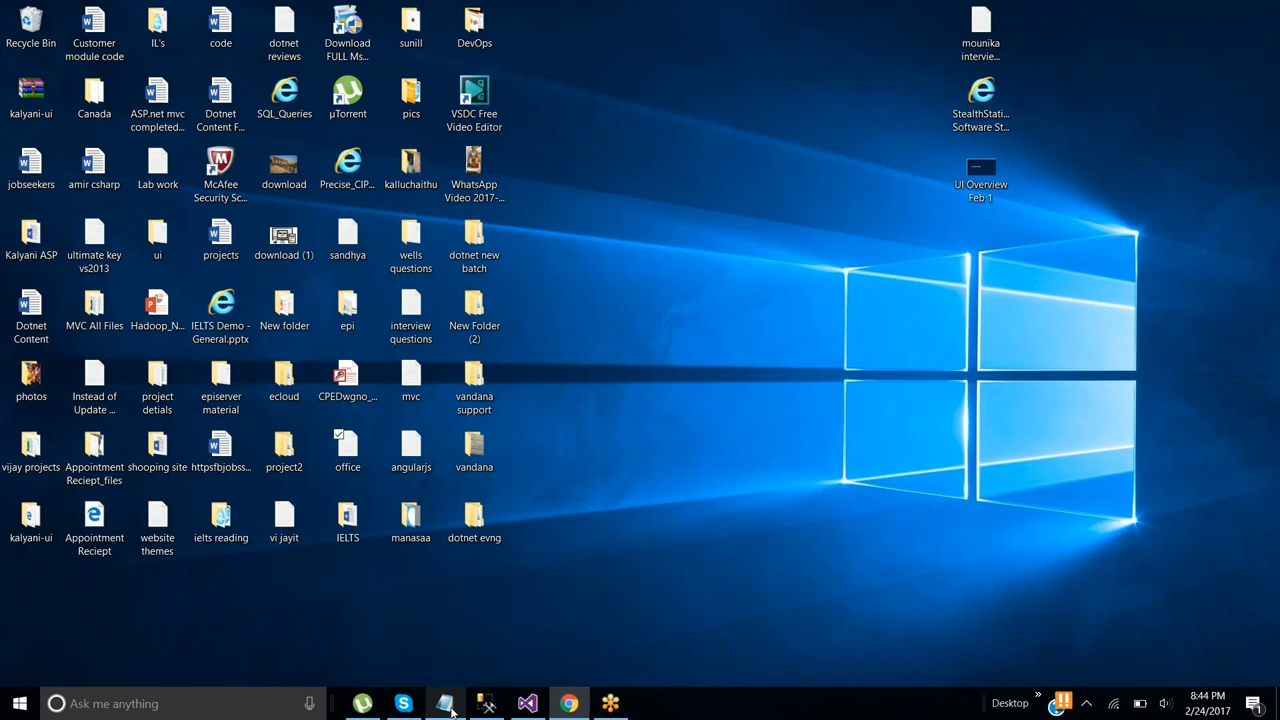 Recycle Bin
Customer
module code
IL's
code
dotnet
reviews
Download
FULL Ms...
sunill
DevOps
mounika
intervie...
kalyani-ui
Canada
ASP.net mvc
completed...
Dotnet
Content F...
SQL_Queries
µTorrent
pics
VSDC Free
Video Editor
StealthStati...
Software St...
jobseekers
amir csharp
Lab work
McAfee
Security Sc...
download
Precise_CIP...
kalluchaithu
WhatsApp
Video 2017-...
UI Overview
Feb 1
Kalyani ASP
ultimate key
vs2013
ui
projects
download (1)
sandhya
wells
questions
dotnet new
batch
Dotnet
Content
MVC All Files
Hadoop_N...
IELTS Demo -
General.pptx
New folder
epi
interview
questions
New Folder
(2)
photos
Instead of
Update ...
project
detials
episerver
material
ecloud
CPEDwgno_...
mvc
vandana
support
vijay projects
Appointment
Reciept_files
shooping site
httpsfbjobss...
project2
office
angularjs
vandana
kalyani-ui
Appointment
Reciept
website
themes
ielts reading
vi jayit
IELTS
manasaa
dotnet evng
Ask me anything
Desktop
8:44 PM
2/24/2017